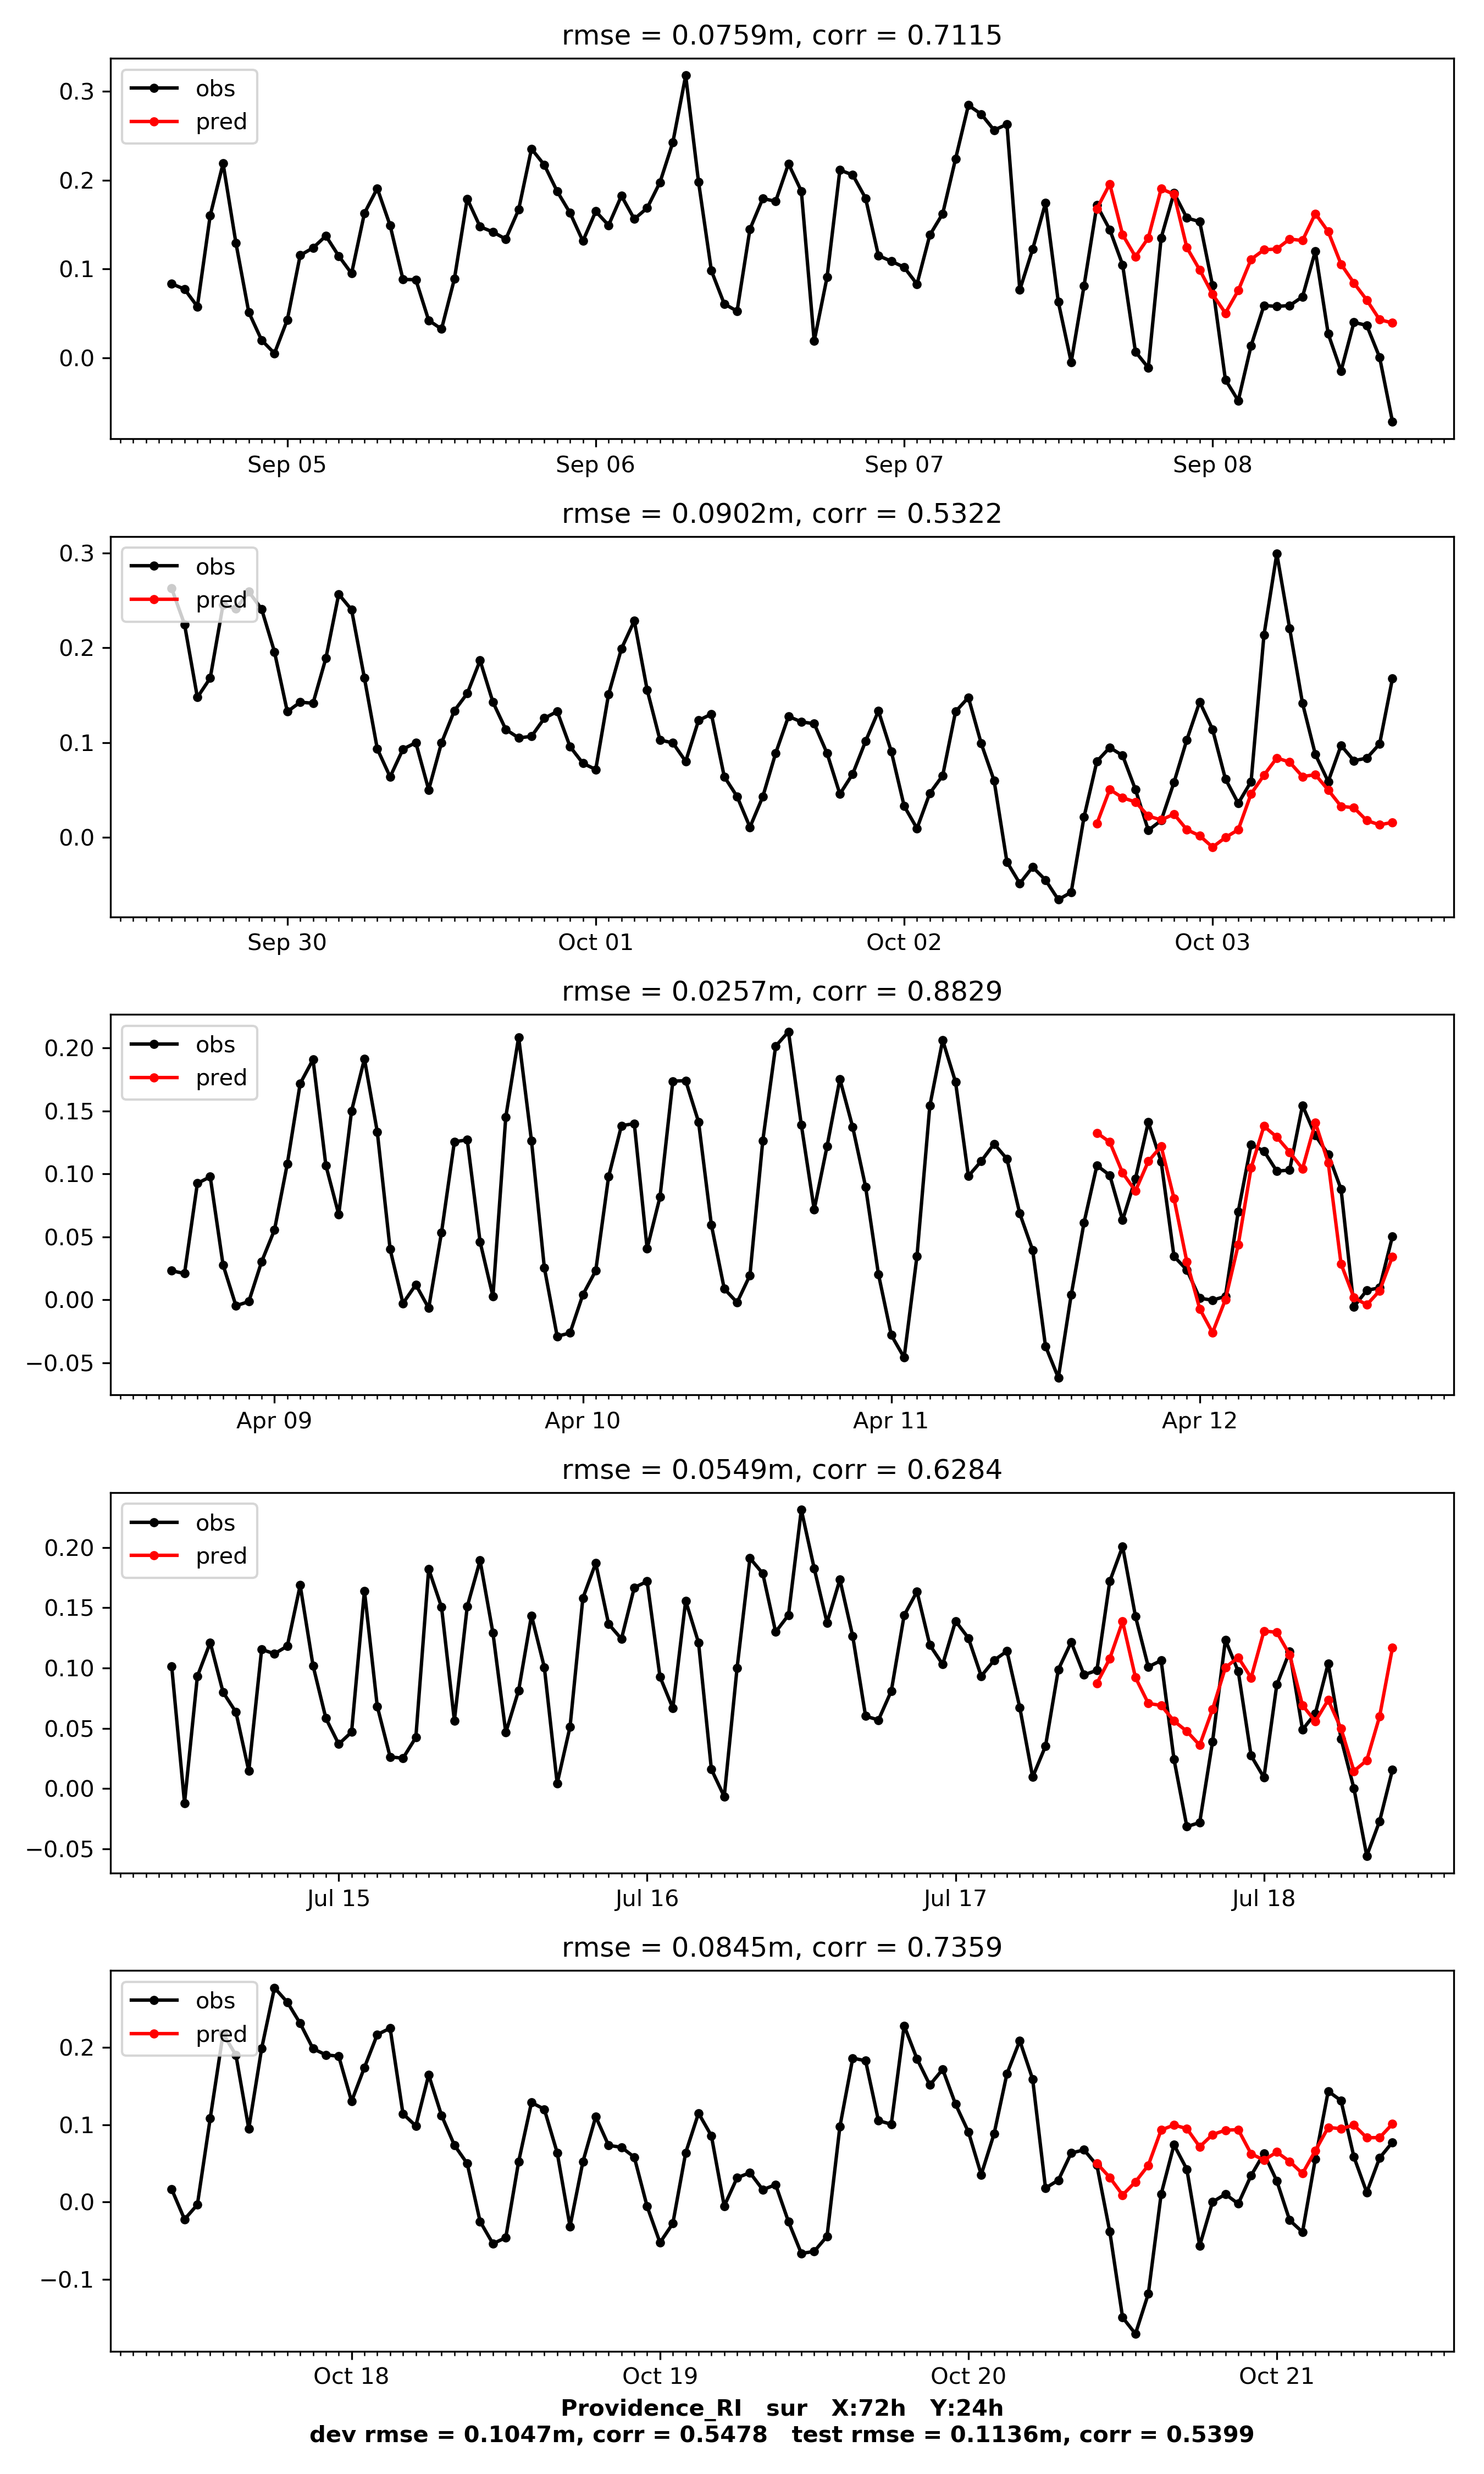 rmse = 0.0759m, corr = 0.7115
obs
pred
0.3
0.2
0.1
0.0
Sep 05 Sep 06 Sep 07 Sep 08
rmse = 0.0902m, corr = 0.5322
obs
pred
0.3
0.2
0.1
0.0
Sep 30 Oct 01 Oct 02 Oct 03
rmse = 0.0257m, corr = 0.8829
obs
pred
0.20
0.15
0.10
0.05
0.00
−0.05
Apr 09 Apr 10 Apr 11 Apr 12
rmse = 0.0549m, corr = 0.6284
obs
pred
0.20
0.15
0.10
0.05
0.00
−0.05
Jul 15 Jul 16 Jul 17 Jul 18
rmse = 0.0845m, corr = 0.7359
obs
pred
0.2
0.1
0.0
−0.1
Oct 18 Oct 19 Oct 20 Oct 21
Providence_RI sur X:72h Y:24h
dev rmse = 0.1047m, corr = 0.5478 test rmse = 0.1136m, corr = 0.5399